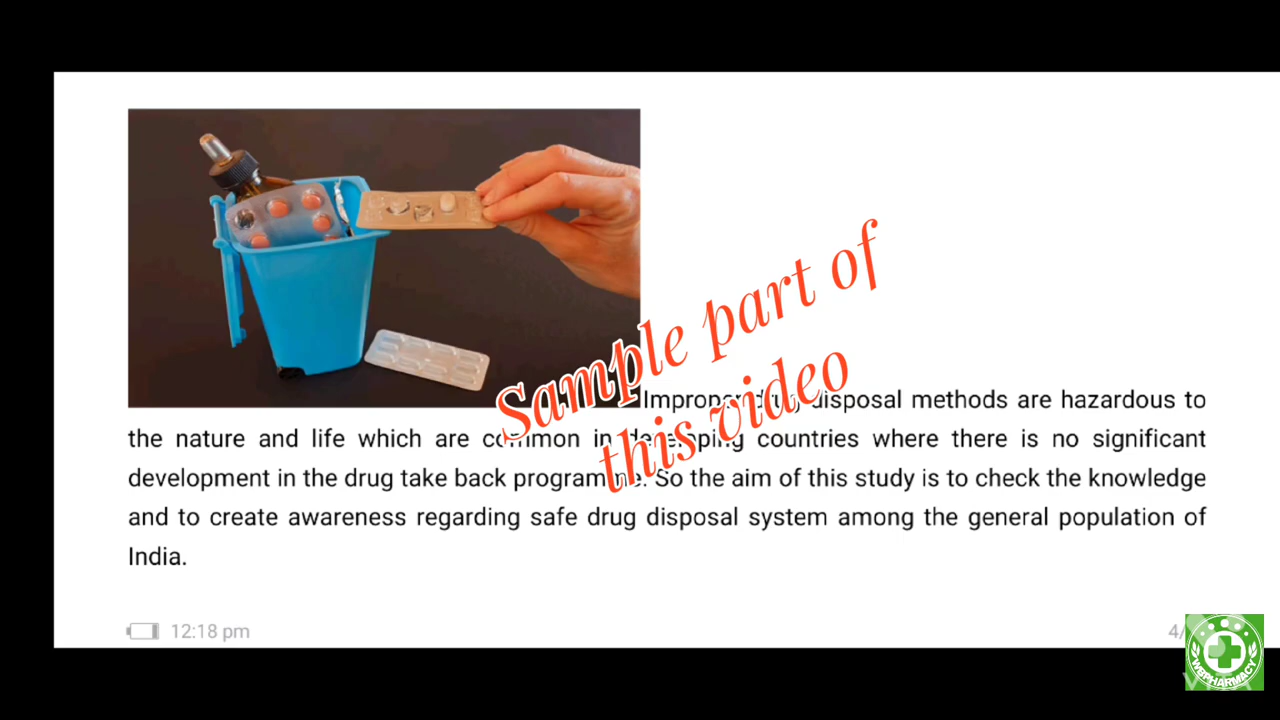 Sample part of
this video
Improper drug disposal methods are hazardous to
the nature and life which are common in developing countries where there is no significant
development in the drug take back programme. So the aim of this study is to check the knowledge
and to create awareness regarding safe drug disposal system among the general population of
India.
12:18 pm
4/
WBPHARMACY